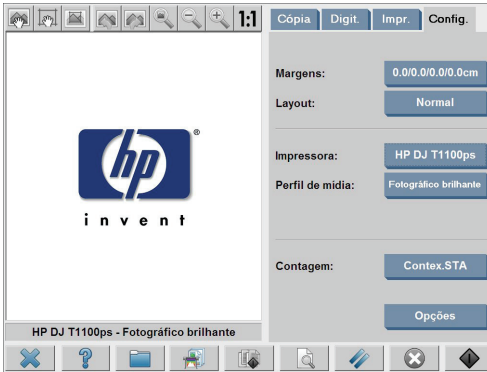 1:1
Cópia Digit. Impr. Config.
Margens: 0.0/0.0/0.0/0.0cm
Layout: Normal
Impressora: HP DJ T1100ps
Perfil de mídia: Fotográfico brilhante
Contagem: Contex.STA
Opções
hp ®
invent
HP DJ T1100ps - Fotográfico brilhante
?